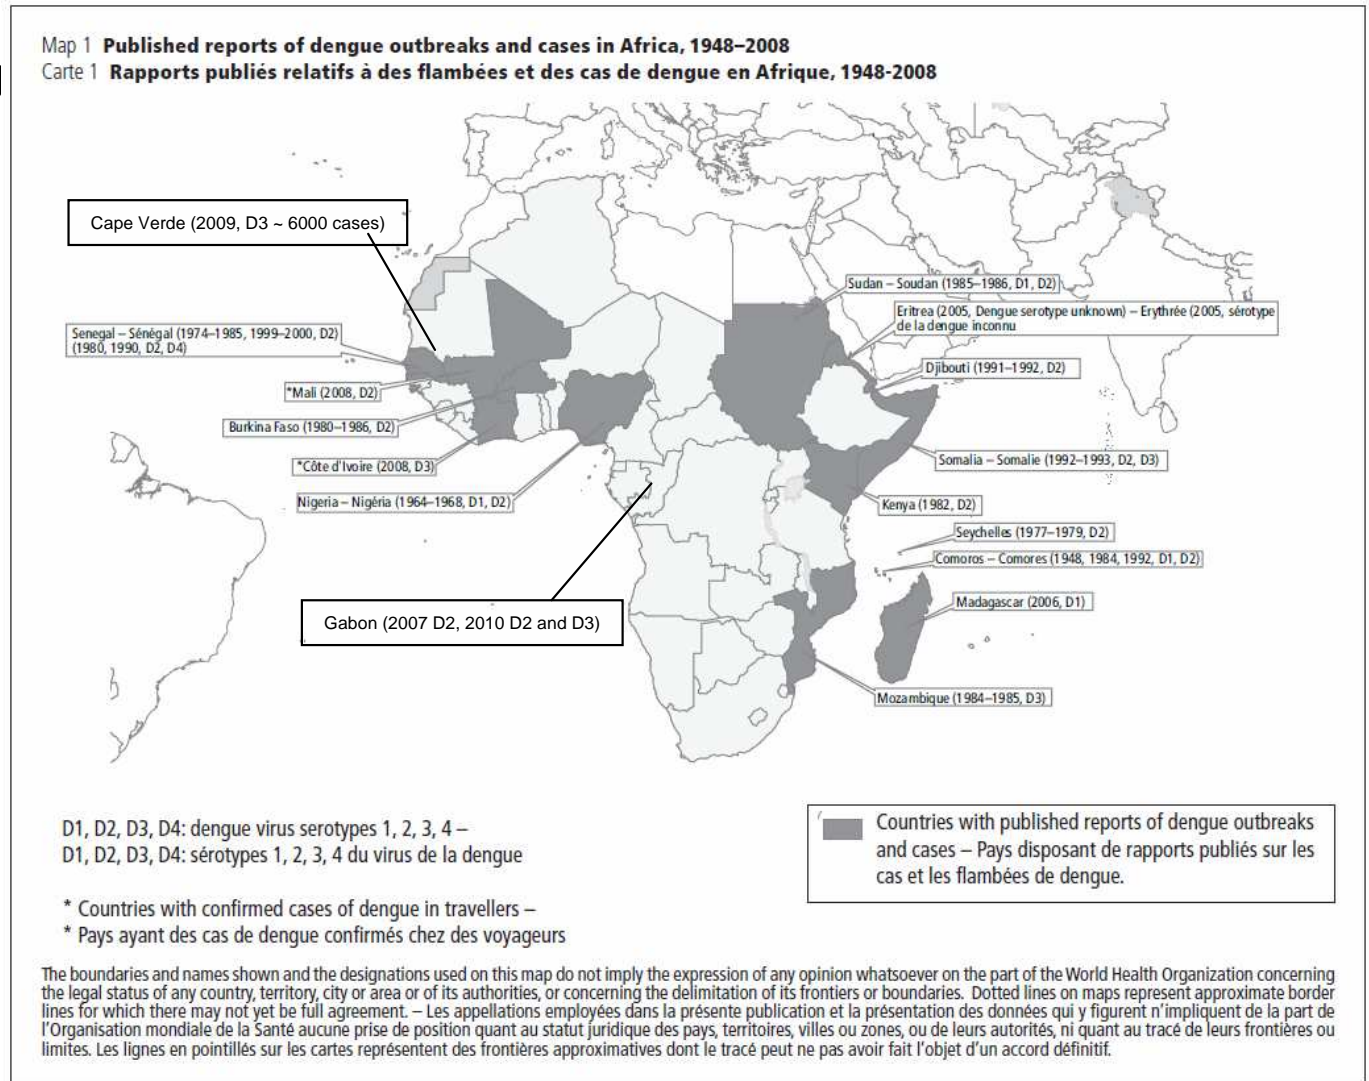 Map 1 Published reports of dengue outbreaks and cases in Africa, 1948–2008
Carte 1 Rapports publiés relatifs à des flambées et des cas de dengue en Afrique, 1948-2008
Cape Verde (2009, D3 ~ 6000 cases)
Sudan – Soudan (1985–1986, D1, D2)
Eritrea (2005, Dengue serotype unknown) – Erythrée (2005, sérotype
de la dengue inconnu
Senegal – Sénégal (1974–1985, 1999–2000, D2)
(1980, 1990, D2, D4)
Djibouti (1991–1992, D2)
*Mali (2008, D2)
Burkina Faso (1980–1986, D2)
*Côte d'Ivoire (2008, D3)
Somalia – Somalie (1992–1993, D2, D3)
Nigeria – Nigéria (1964–1968, D1, D2)
Kenya (1982, D2)
Seychelles (1977–1979, D2)
Comoros – Comores (1948, 1984, 1992, D1, D2)
Madagascar (2006, D1)
Gabon (2007 D2, 2010 D2 and D3)
Mozambique (1984–1985, D3)
D1, D2, D3, D4: dengue virus serotypes 1, 2, 3, 4 –
D1, D2, D3, D4: sérotypes 1, 2, 3, 4 du virus de la dengue
* Countries with confirmed cases of dengue in travellers –
* Pays ayant des cas de dengue confirmés chez des voyageurs
Countries with published reports of dengue outbreaks
and cases – Pays disposant de rapports publiés sur les
cas et les flambées de dengue.
The boundaries and names shown and the designations used on this map do not imply the expression of any opinion whatsoever on the part of the World Health Organization concerning
the legal status of any country, territory, city or area or of its authorities, or concerning the delimitation of its frontiers or boundaries. Dotted lines on maps represent approximate border
lines for which there may not yet be full agreement. – Les appellations employées dans la présente publication et la présentation des données qui y figurent n'impliquent de la part de
l'Organisation mondiale de la Santé aucune prise de position quant au statut juridique des pays, territoires, villes ou zones, ou de leurs autorités, ni quant au tracé de leurs frontières ou
limites. Les lignes en pointillés sur les cartes représentent des frontières approximatives dont le tracé peut ne pas avoir fait l'objet d'un accord définitif.